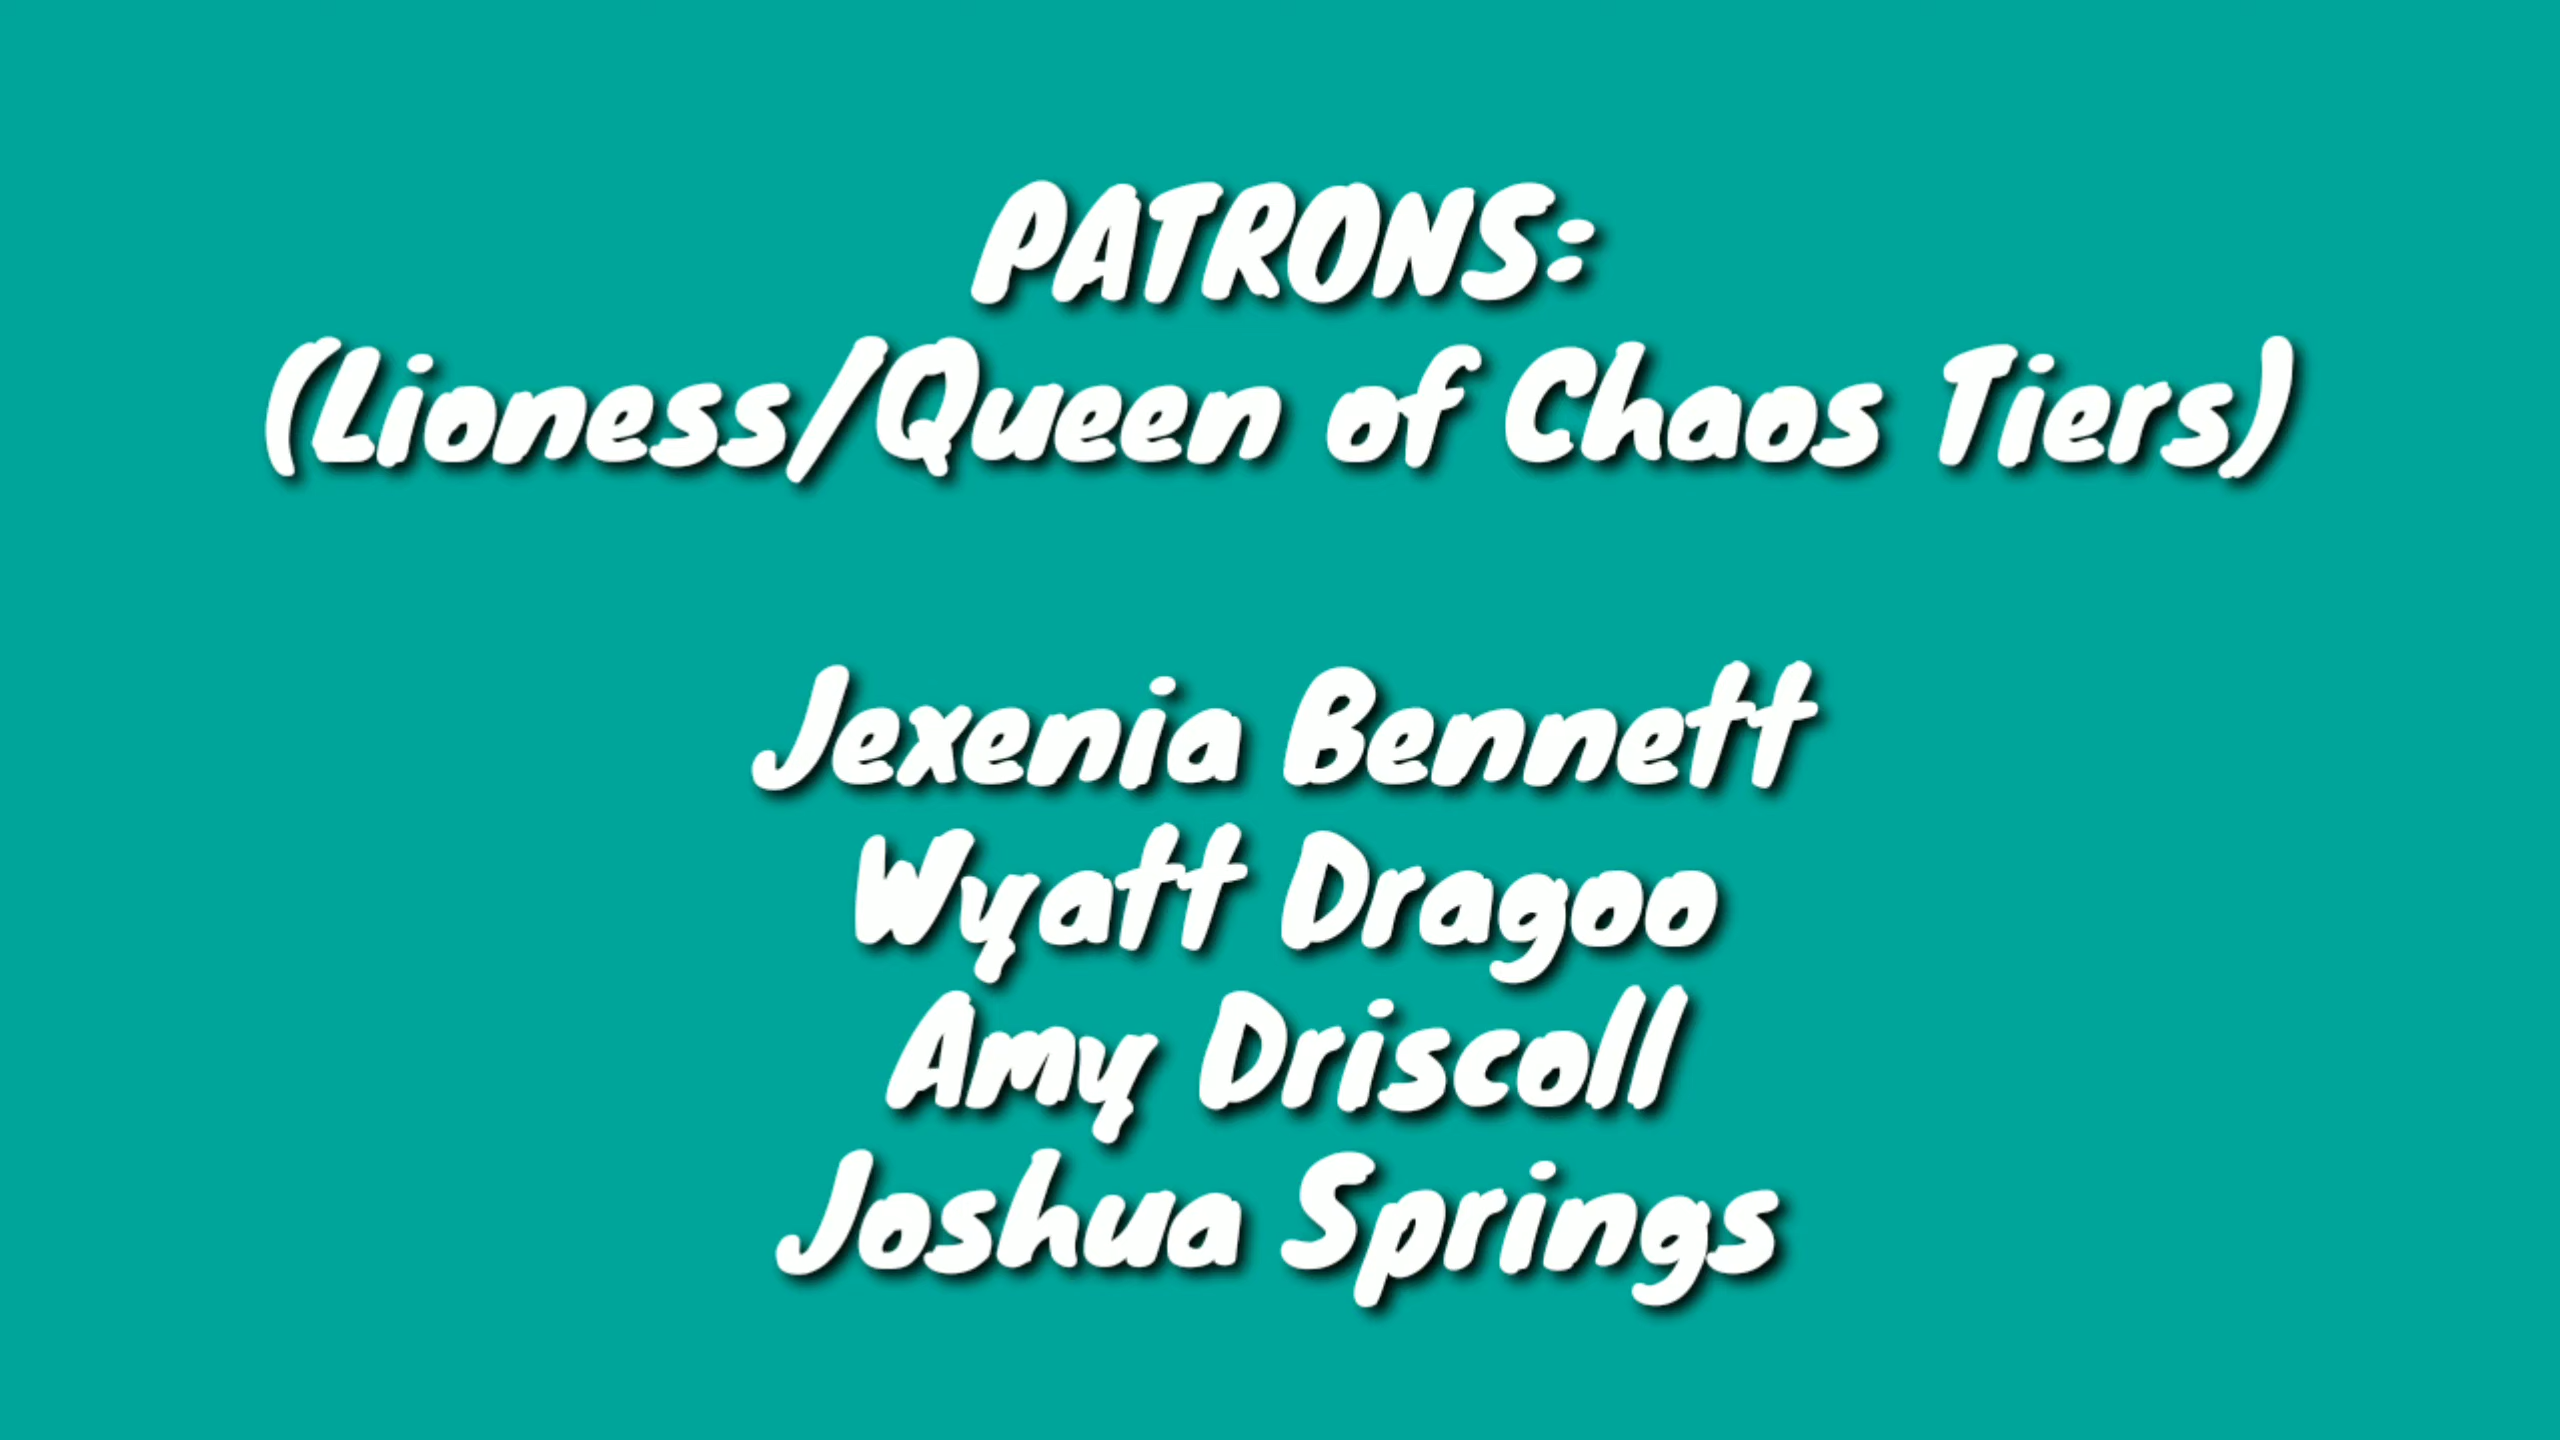 PATRONS:
(Lioness/Queen of Chaos Tiers)
Jexenia Bennett
Wyatt Dragoo
Amy Driscoll
Joshua Springs